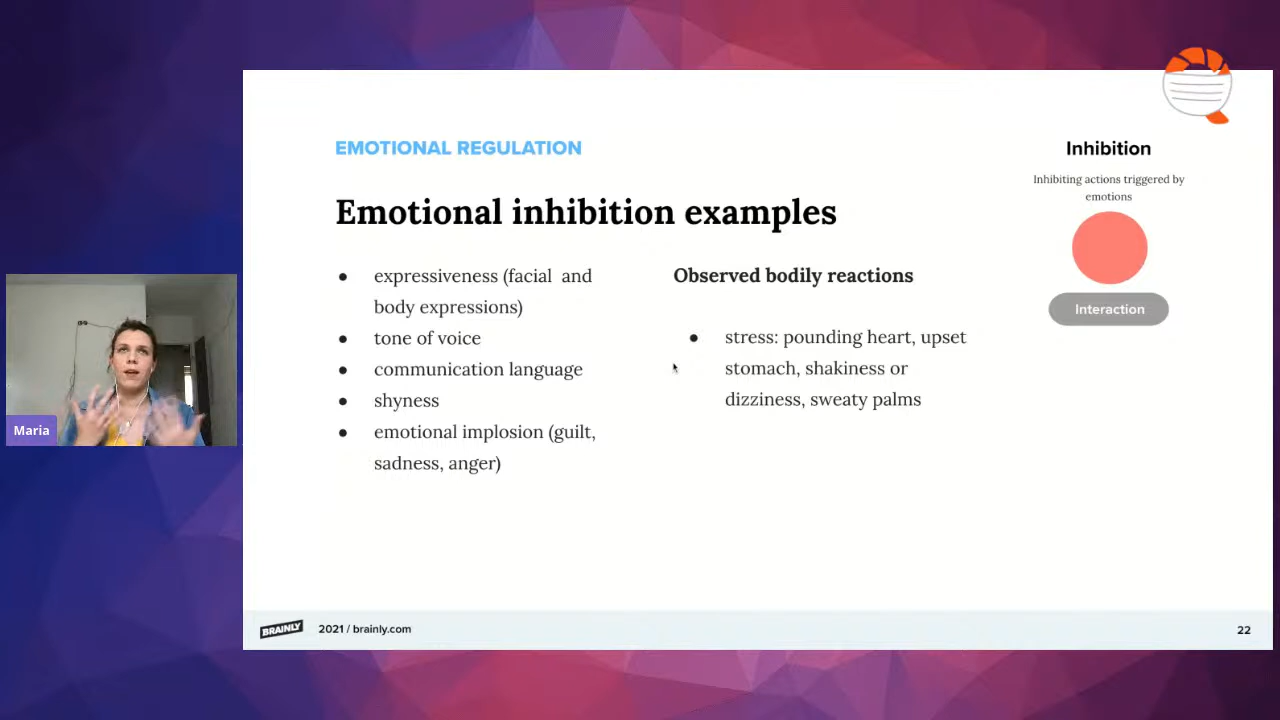 EMOTIONAL REGULATION
Emotional inhibition examples
● expressiveness (facial and
body expressions)
● tone of voice
● communication language
● shyness
● emotional implosion (guilt,
sadness, anger)
Observed bodily reactions
● stress: pounding heart, upset
stomach, shakiness or
dizziness, sweaty palms
Inhibition
Inhibiting actions triggered by
emotions
Interaction
Maria
BRAINLY
2021 / brainly.com
22